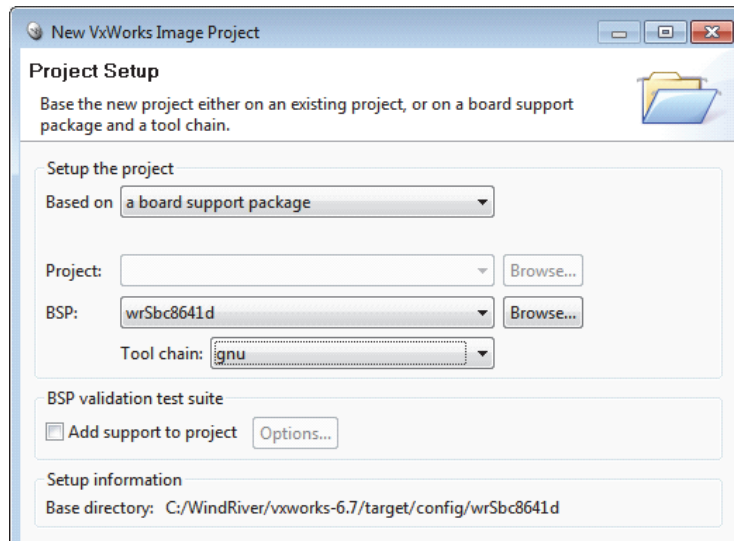 New VxWorks Image Project
Project Setup
Base the new project either on an existing project, or on a board support
package and a tool chain.
Setup the project
Based on a board support package
Project: Browse...
BSP: wrSbc8641d Browse...
Tool chain: gnu
BSP validation test suite
Add support to project Options...
Setup information
Base directory: C:/WindRiver/vxworks-6.7/target/config/wrSbc8641d